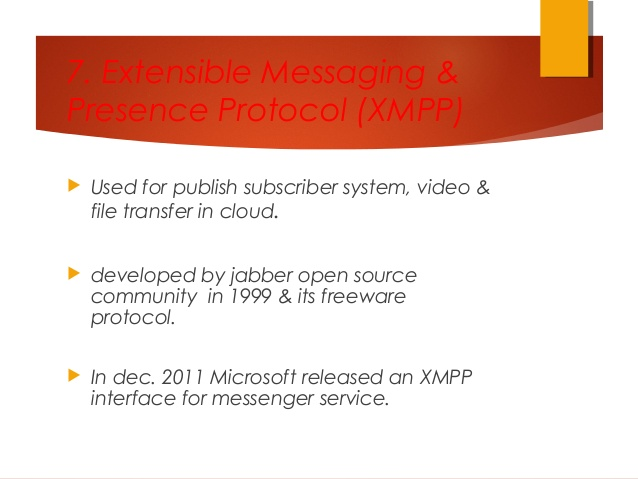 7. Extensible Messaging &
Presence Protocol (XMPP)
Used for publish subscriber system, video &
file transfer in cloud.
developed by jabber open source
community in 1999 & its freeware
protocol.
In dec. 2011 Microsoft released an XMPP
interface for messenger service.